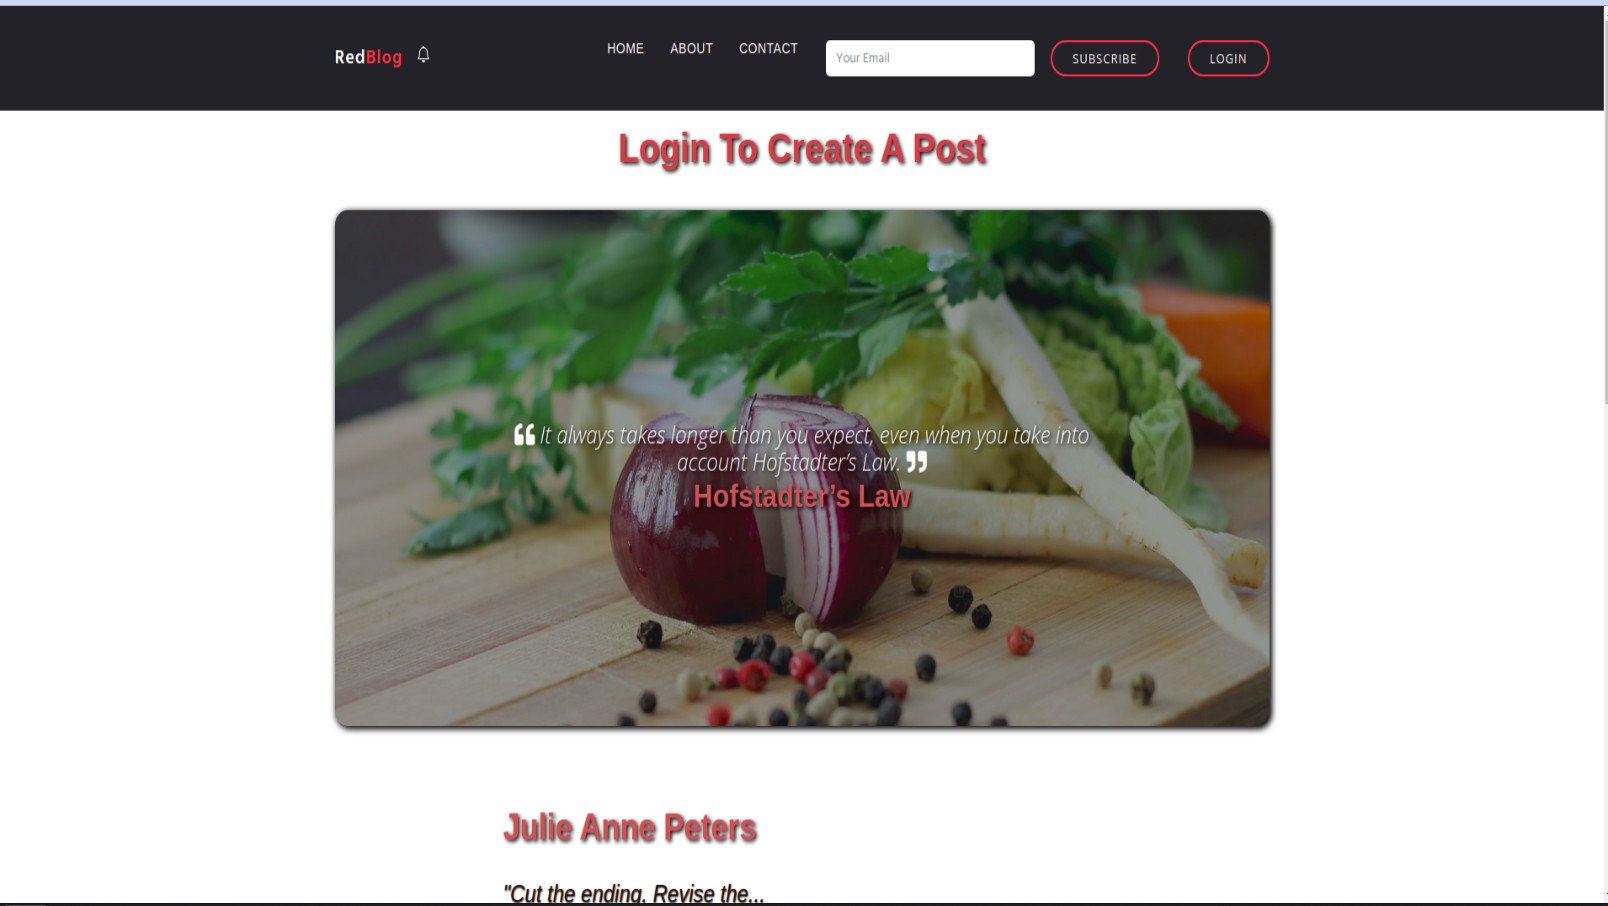 RedBlog
HOME ABOUT CONTACT Your Email SUBSCRIBE LOGIN
Login To Create A Post
“ It always takes longer than you expect, even when you take into
account Hofstadter’s Law. ”
Hofstadter’s Law
Julie Anne Peters
"Cut the ending. Revise the...